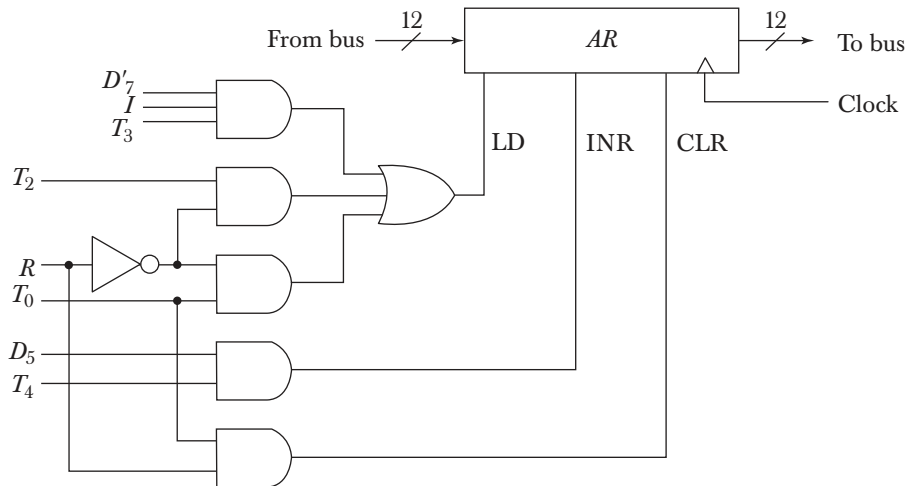 12
From bus
AR
12
To bus
D'₇
I
T₃
Clock
LD
INR
CLR
T₂
R
T₀
D₅
T₄